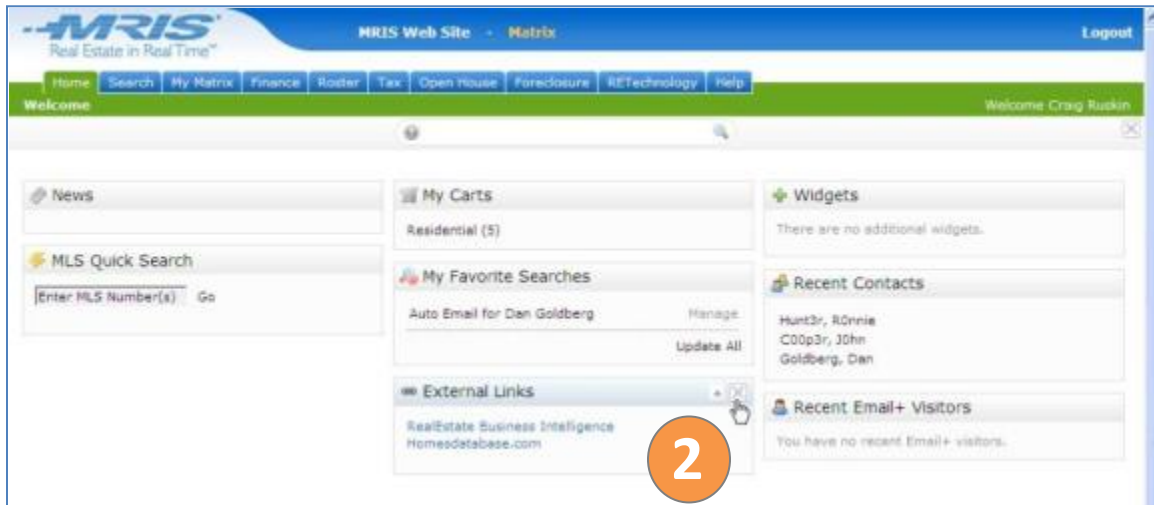 MRIS
Real Estate in Real Time™
MRIS Web Site - Matrix
Logout
Home Search My Matrix Finance Roster Tax Open House Foreclosure RETechnology Help
Welcome
Welcome Craig Ruskin
News
MLS Quick Search
Enter MLS Number(s) Go
My Carts
Residential (5)
My Favorite Searches
Auto Email for Dan Goldberg Manage
Update All
External Links
RealEstate Business Intelligence
Homesdatabase.com
2
Widgets
There are no additional widgets.
Recent Contacts
Hunt3r, R0nnie
C00p3r, J0hn
Goldberg, Dan
Recent Email+ Visitors
You have no recent Email+ visitors.